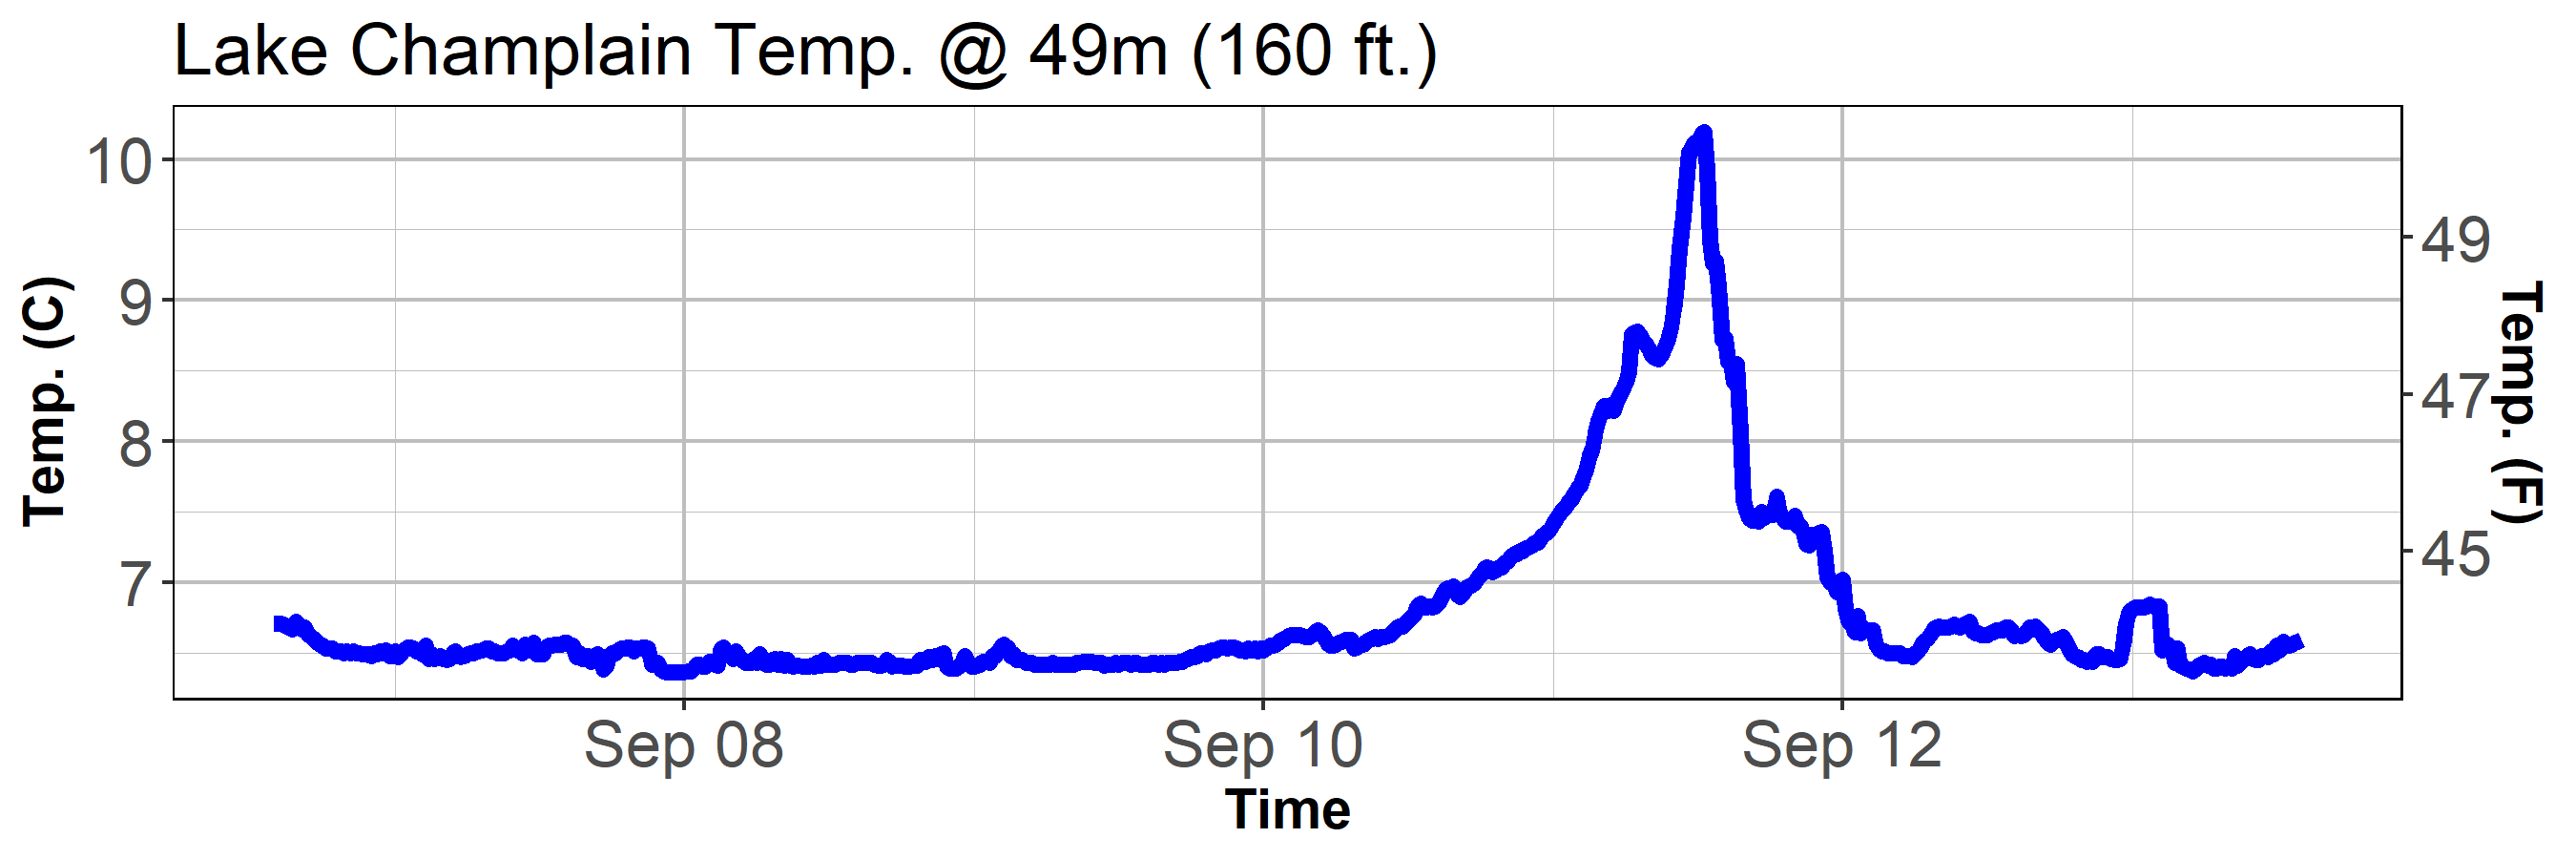 Lake Champlain Temp. @ 49m (160 ft.)
10
9
8
7
Temp. (C)
49
47
45
Temp. (F)
Sep 08 Sep 10 Sep 12
Time